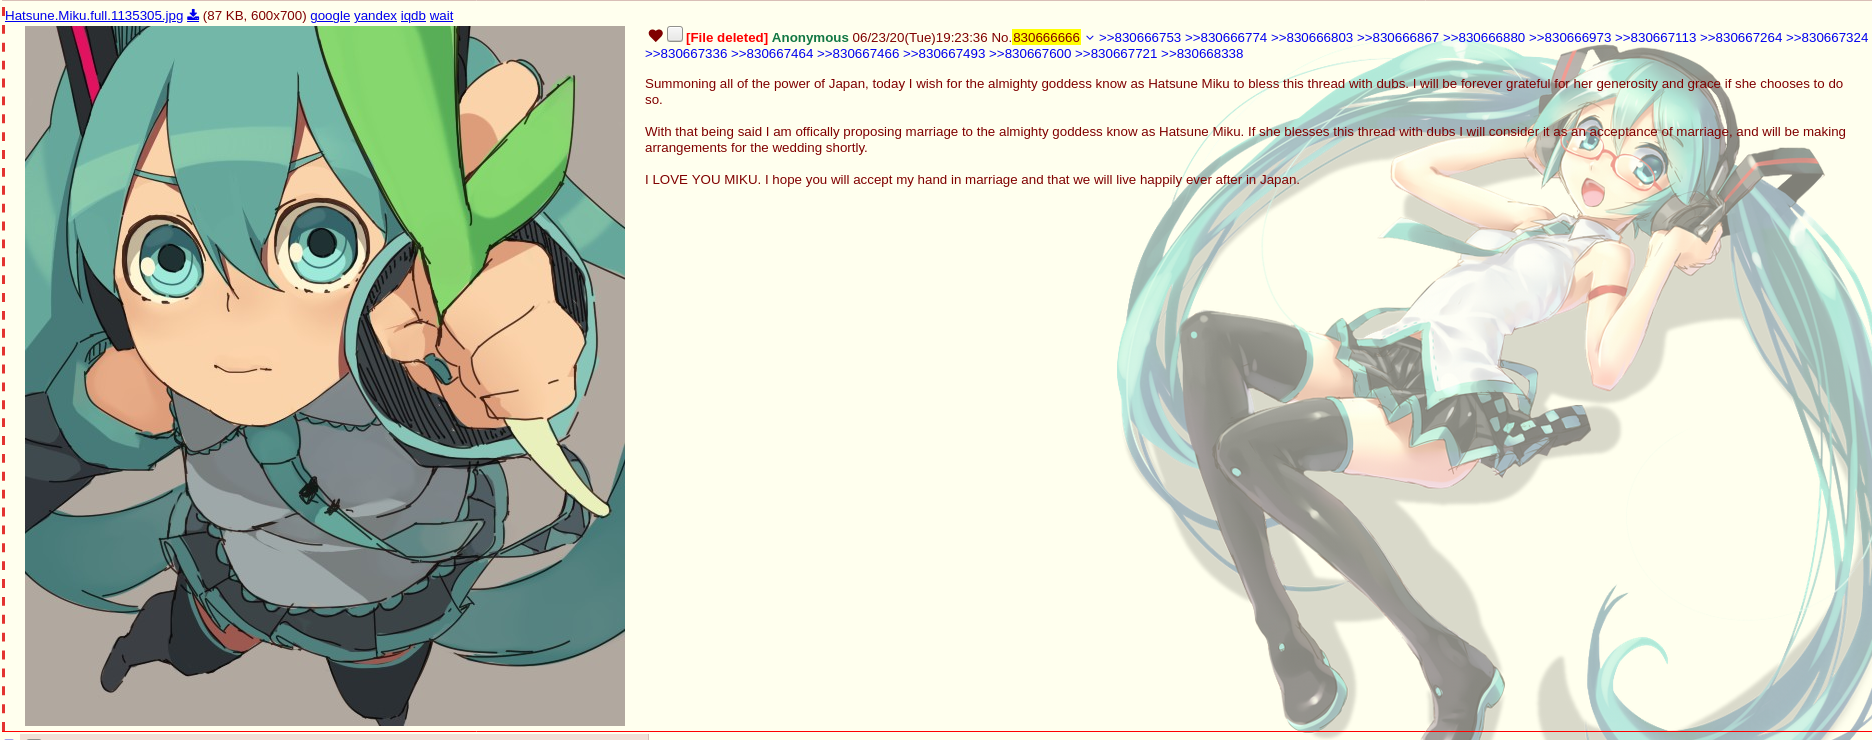 Hatsune.Miku.full.1135305.jpg (87 KB, 600x700) google yandex iqdb wait
[File deleted] Anonymous 06/23/20(Tue)19:23:36 No.830666666 >>830666753 >>830666774 >>830666803 >>830666867 >>830666880 >>830666973 >>830667113 >>830667264 >>830667324
>>830667336 >>830667464 >>830667466 >>830667493 >>830667600 >>830667721 >>830668338
Summoning all of the power of Japan, today I wish for the almighty goddess know as Hatsune Miku to bless this thread with dubs. I will be forever grateful for her generosity and grace if she chooses to do
so.
With that being said I am offically proposing marriage to the almighty goddess know as Hatsune Miku. If she blesses this thread with dubs I will consider it as an acceptance of marriage, and will be making
arrangements for the wedding shortly.
I LOVE YOU MIKU. I hope you will accept my hand in marriage and that we will live happily ever after in Japan.